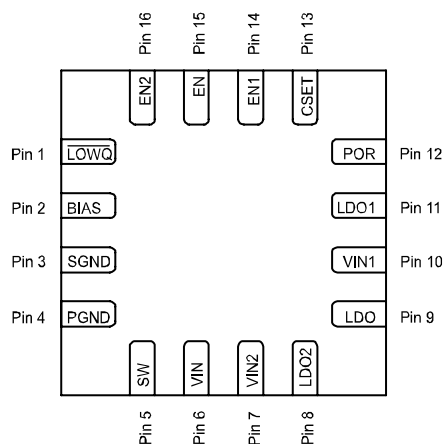 Pin 16
Pin 15
Pin 14
Pin 13
EN2
EN
EN1
CSET
Pin 1
LOWQ
POR
Pin 12
Pin 2
BIAS
LDO1
Pin 11
Pin 3
SGND
VIN1
Pin 10
Pin 4
PGND
LDO
Pin 9
SW
VIN
VIN2
LDO2
Pin 5
Pin 6
Pin 7
Pin 8